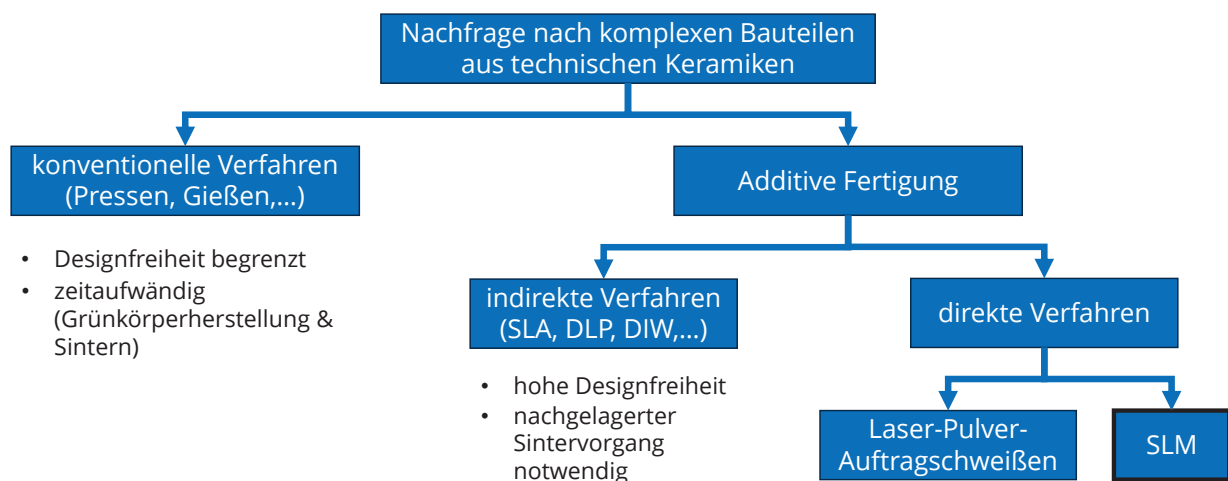 Nachfrage nach komplexen Bauteilen
aus technischen Keramiken
konventionelle Verfahren
(Pressen, Gießen,...)
Additive Fertigung
• Designfreiheit begrenzt
• zeitaufwändig
(Grünkörperherstellung &
Sintern)
indirekte Verfahren
(SLA, DLP, DIW,...)
direkte Verfahren
• hohe Designfreiheit
• nachgelagerter
Sintervorgang
notwendig
Laser-Pulver-
Auftragschweißen
SLM